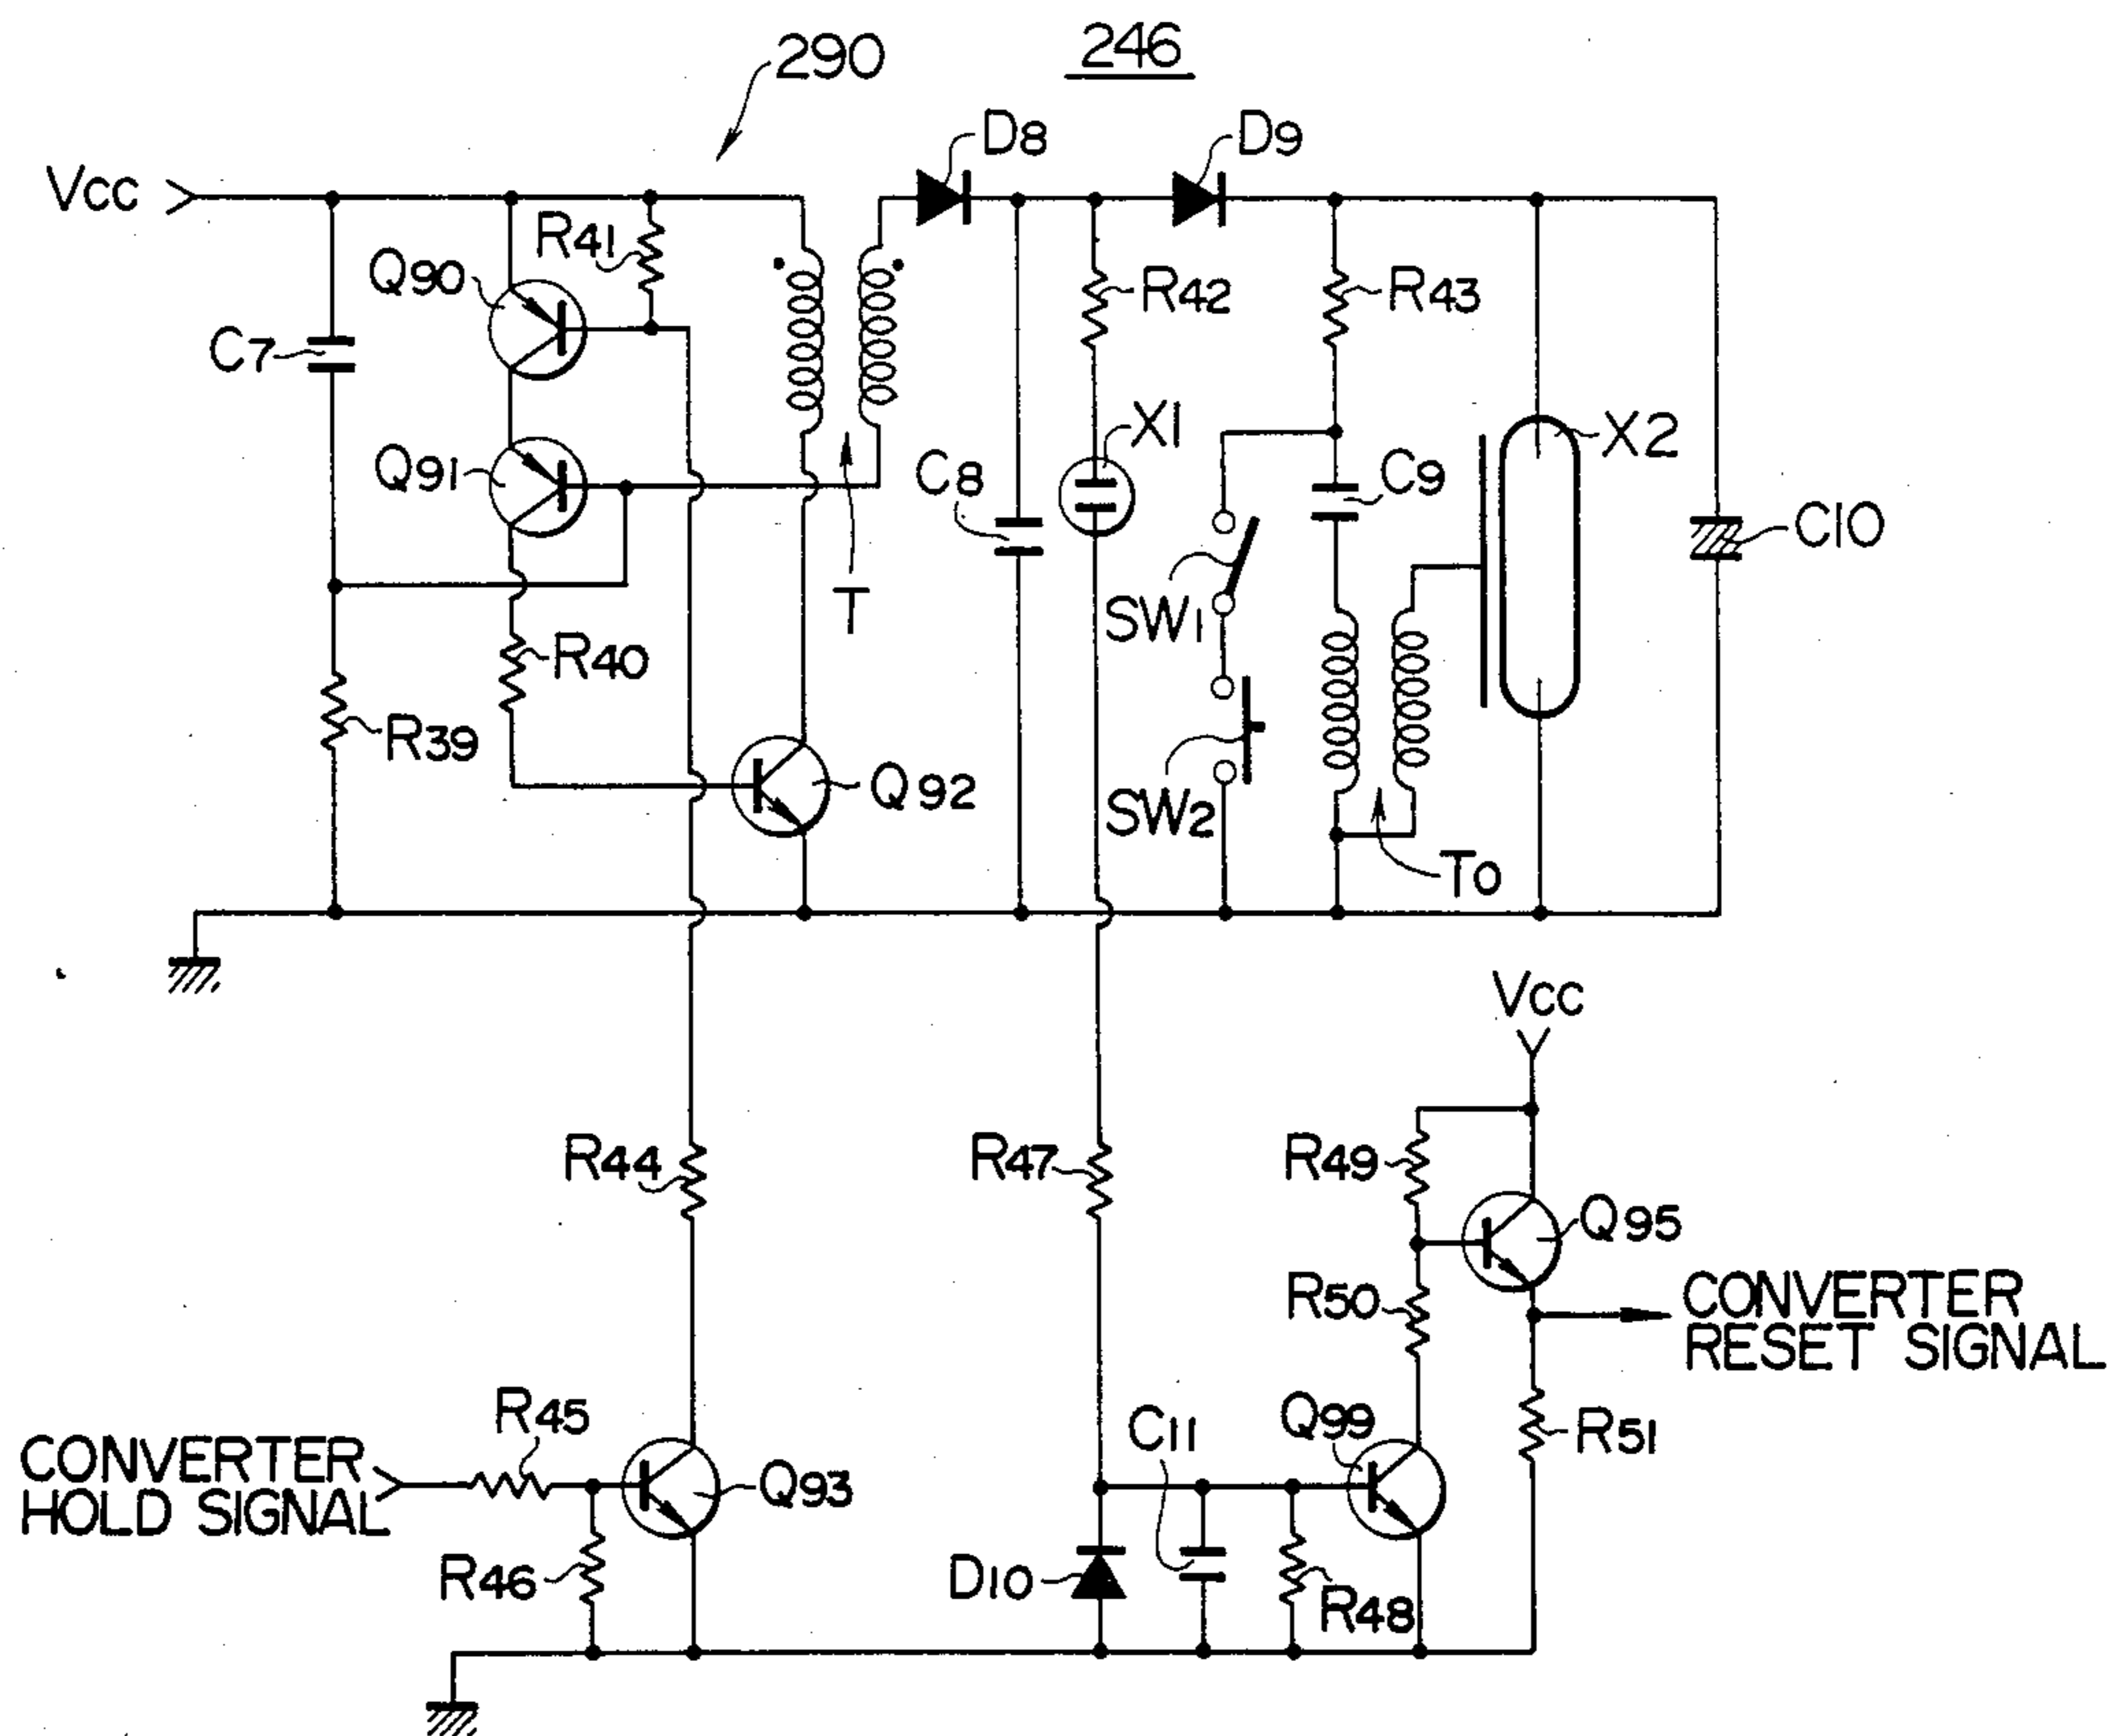 290
246
D8
D9
Vcc
R41
Q90
R42
R43
C7
X1
X2
Q91
C8
C9
C10
T
SW1
R40
R39
Q92
SW2
To
Vcc
R44
R47
R49
Q95
R50
CONVERTER
RESET SIGNAL
R45
C11
Q99
R51
CONVERTER
HOLD SIGNAL
Q93
R46
D10
R48